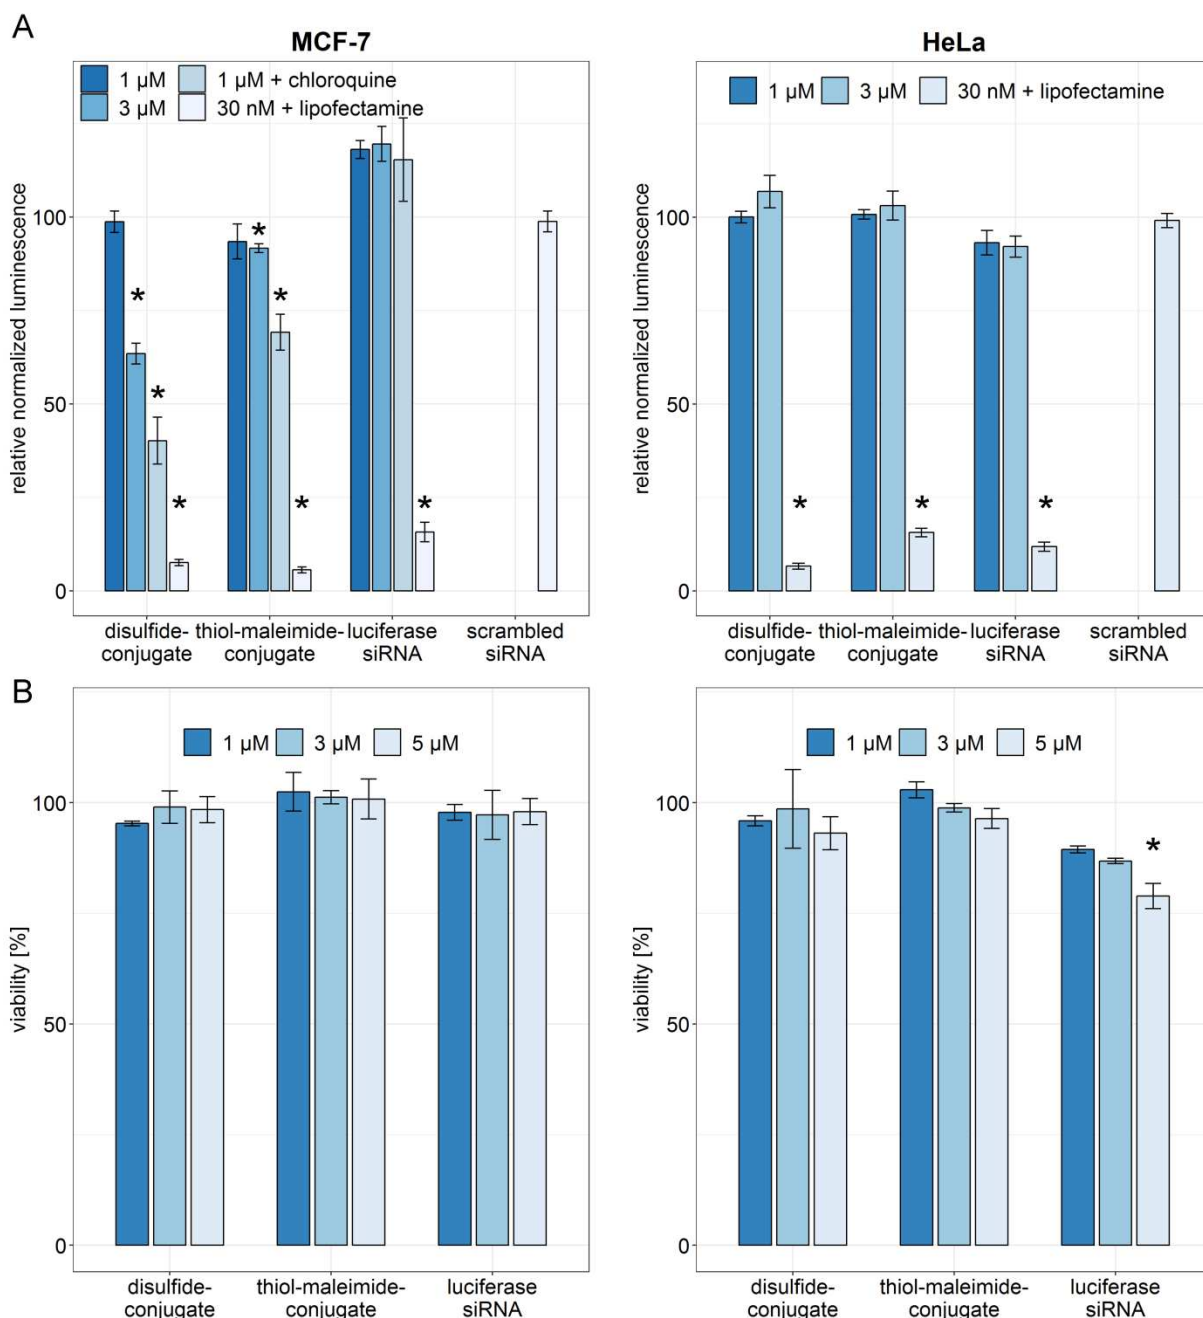 A
MCF-7
1 µM
1 µM + chloroquine
3 µM
30 nM + lipofectamine
relative normalized luminescence
100
50
0
*
*
*
*
*
*
*
disulfide-
conjugate
thiol-maleimide-
conjugate
luciferase
siRNA
scrambled
siRNA
HeLa
1 µM
3 µM
30 nM + lipofectamine
relative normalized luminescence
100
50
0
*
*
*
disulfide-
conjugate
thiol-maleimide-
conjugate
luciferase
siRNA
scrambled
siRNA
B
1 µM
3 µM
5 µM
viability [%]
100
50
0
disulfide-
conjugate
thiol-maleimide-
conjugate
luciferase
siRNA
1 µM
3 µM
5 µM
viability [%]
100
50
0
*
disulfide-
conjugate
thiol-maleimide-
conjugate
luciferase
siRNA